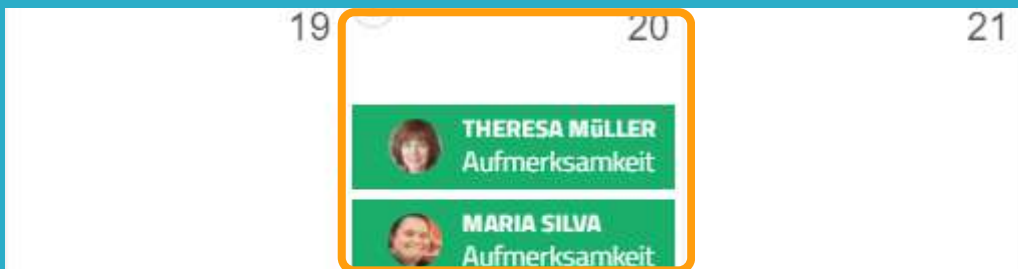 19 20 21
THERESA MüLLER
Aufmerksamkeit
MARIA SILVA
Aufmerksamkeit